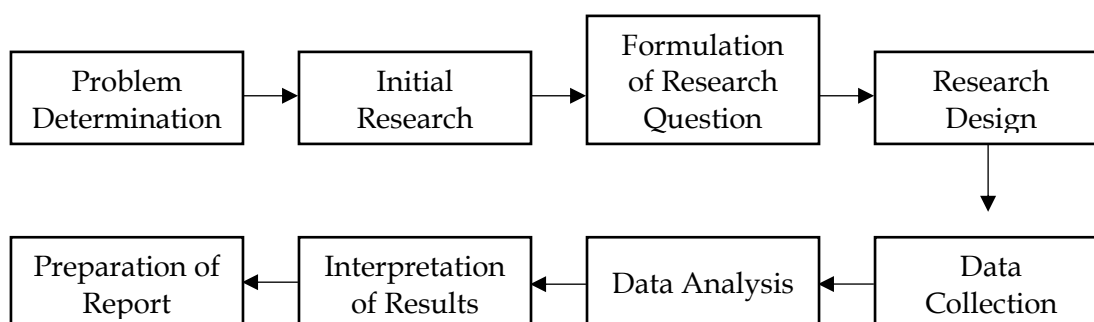 Problem
Determination
Initial
Research
Formulation
of Research
Question
Research
Design
Preparation of
Report
Interpretation
of Results
Data Analysis
Data
Collection